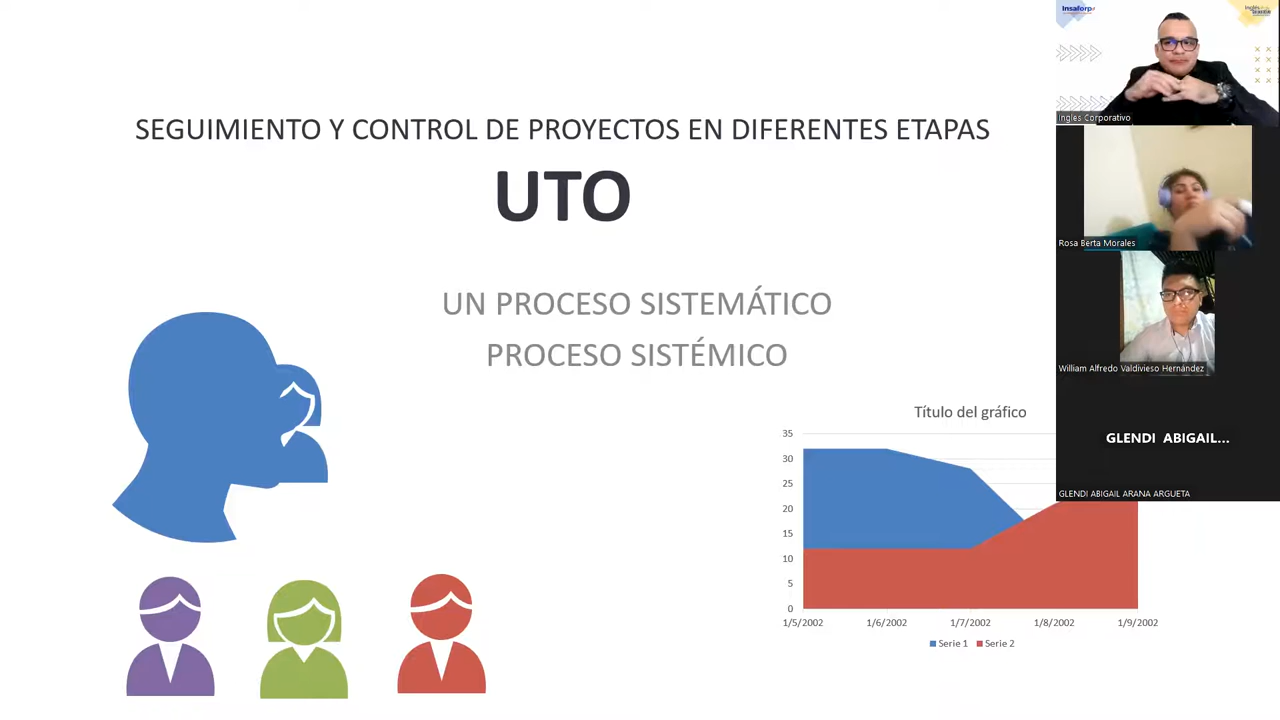 SEGUIMIENTO Y CONTROL DE PROYECTOS EN DIFERENTES ETAPAS
UTO
UN PROCESO SISTEMÁTICO
PROCESO SISTÉMICO
Título del gráfico
35
30
25
20
15
10
5
0
1/5/2002 1/6/2002 1/7/2002 1/8/2002 1/9/2002
Serie 1 Serie 2
Insaforp
Ingles Corporativo
Rosa Berta Morales
William Alfredo Valdivieso Hernández
GLENDI ABIGAIL...
GLENDI ABIGAIL ARANA ARGUETA